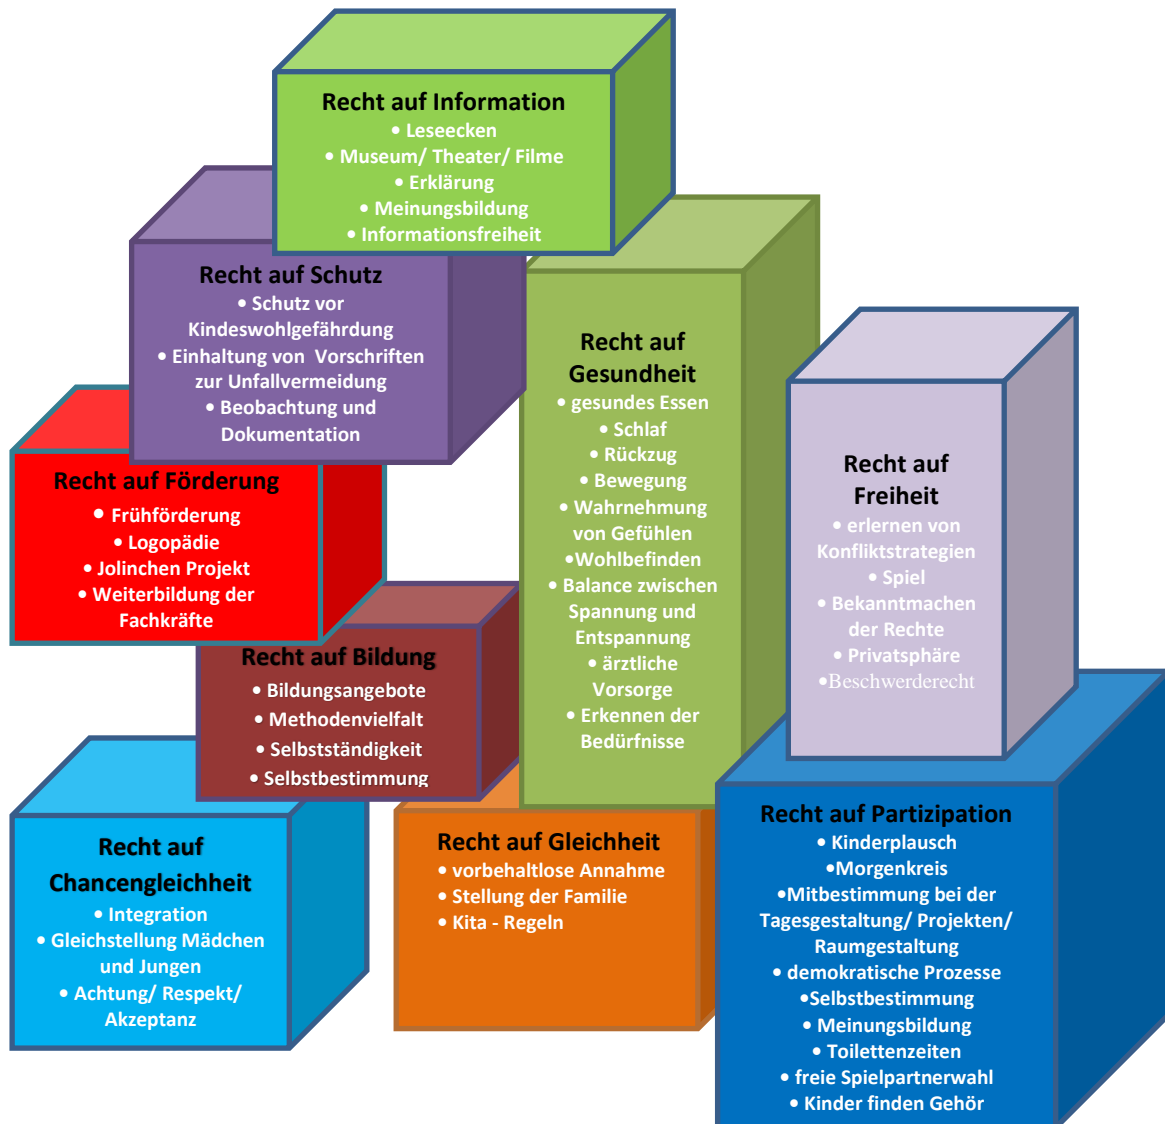 Recht auf Information
• Leseecken
• Museum/ Theater/ Filme
• Erklärung
• Meinungsbildung
• Informationsfreiheit
Recht auf Schutz
• Schutz vor
Kindeswohlgefährdung
• Einhaltung von Vorschriften
zur Unfallvermeidung
• Beobachtung und
Dokumentation
Recht auf Gesundheit
• gesundes Essen
• Schlaf
• Rückzug
• Bewegung
• Wahrnehmung
von Gefühlen
•Wohlbefinden
• Balance zwischen
Spannung und
Entspannung
• ärztliche
Vorsorge
• Erkennen der
Bedürfnisse
Recht auf
Freiheit
• erlernen von
Konfliktstrategien
• Spiel
• Bekanntmachen
der Rechte
• Privatsphäre
•Beschwerderecht
Recht auf Förderung
• Frühförderung
• Logopädie
• Jolinchen Projekt
• Weiterbildung der
Fachkräfte
Recht auf Bildung
• Bildungsangebote
• Methodenvielfalt
• Selbstständigkeit
• Selbstbestimmung
Recht auf
Chancengleichheit
• Integration
• Gleichstellung Mädchen
und Jungen
• Achtung/ Respekt/
Akzeptanz
Recht auf Gleichheit
• vorbehaltlose Annahme
• Stellung der Familie
• Kita - Regeln
Recht auf Partizipation
• Kinderplausch
•Morgenkreis
•Mitbestimmung bei der
Tagesgestaltung/ Projekten/
Raumgestaltung
• demokratische Prozesse
•Selbstbestimmung
• Meinungsbildung
• Toilettenzeiten
• freie Spielpartnerwahl
• Kinder finden Gehör